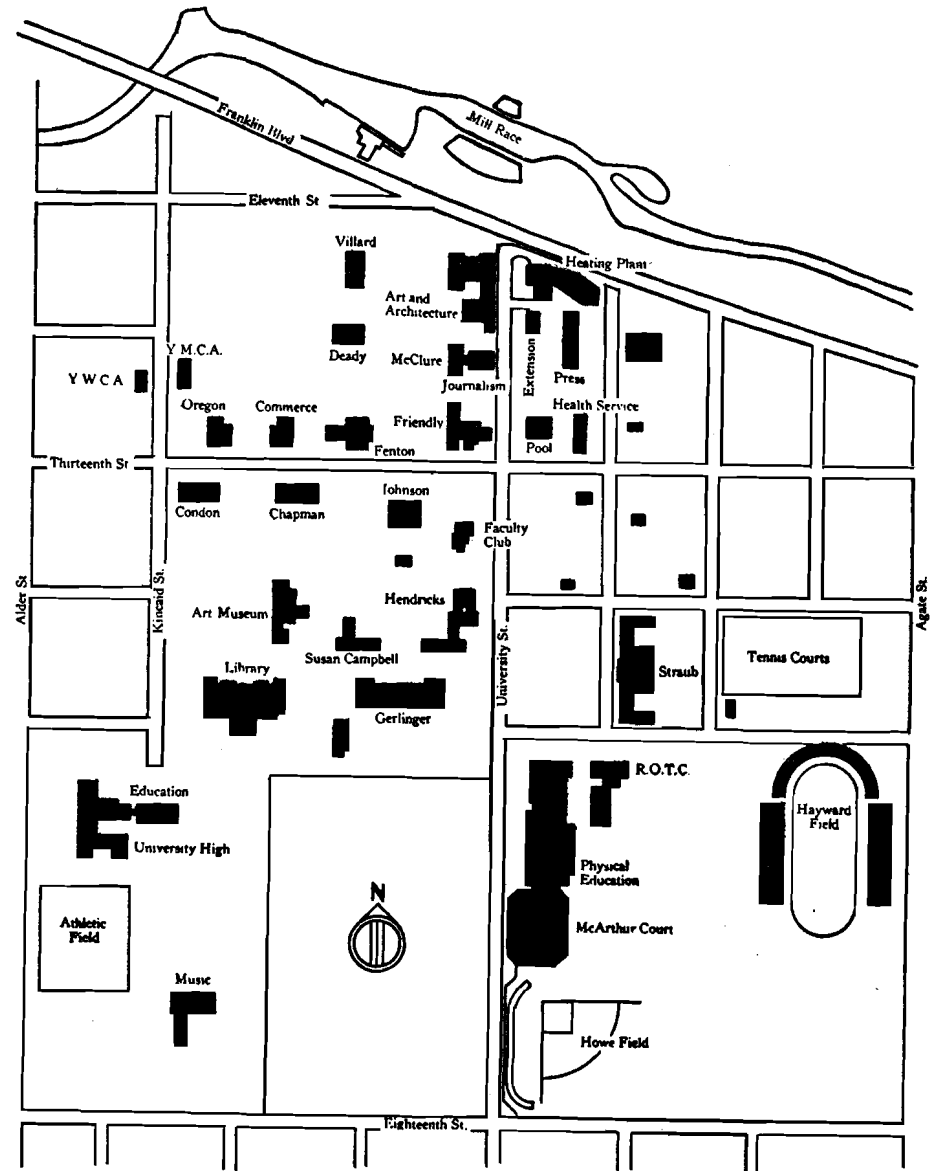 Franklin Blvd
Mill Race
Eleventh St
Villard
Heating Plant
Art and
Architecture
Deady
McClure
Journalism
Extension
Press
Y M.C.A.
Y W C A
Oregon
Commerce
Friendly
Fenton
Health Service
Pool
Thirteenth St
Condon
Chapman
Johnson
Faculty
Club
Alder St
Kincaid St.
Art Museum
Hendricks
University St.
Agate St.
Susan Campbell
Library
Gerlinger
Straub
Tennis Courts
R.O.T.C.
Education
University High
Hayward
Field
Physical
Education
N
Athletic
Field
McArthur Court
Music
Howe Field
Eighteenth St.